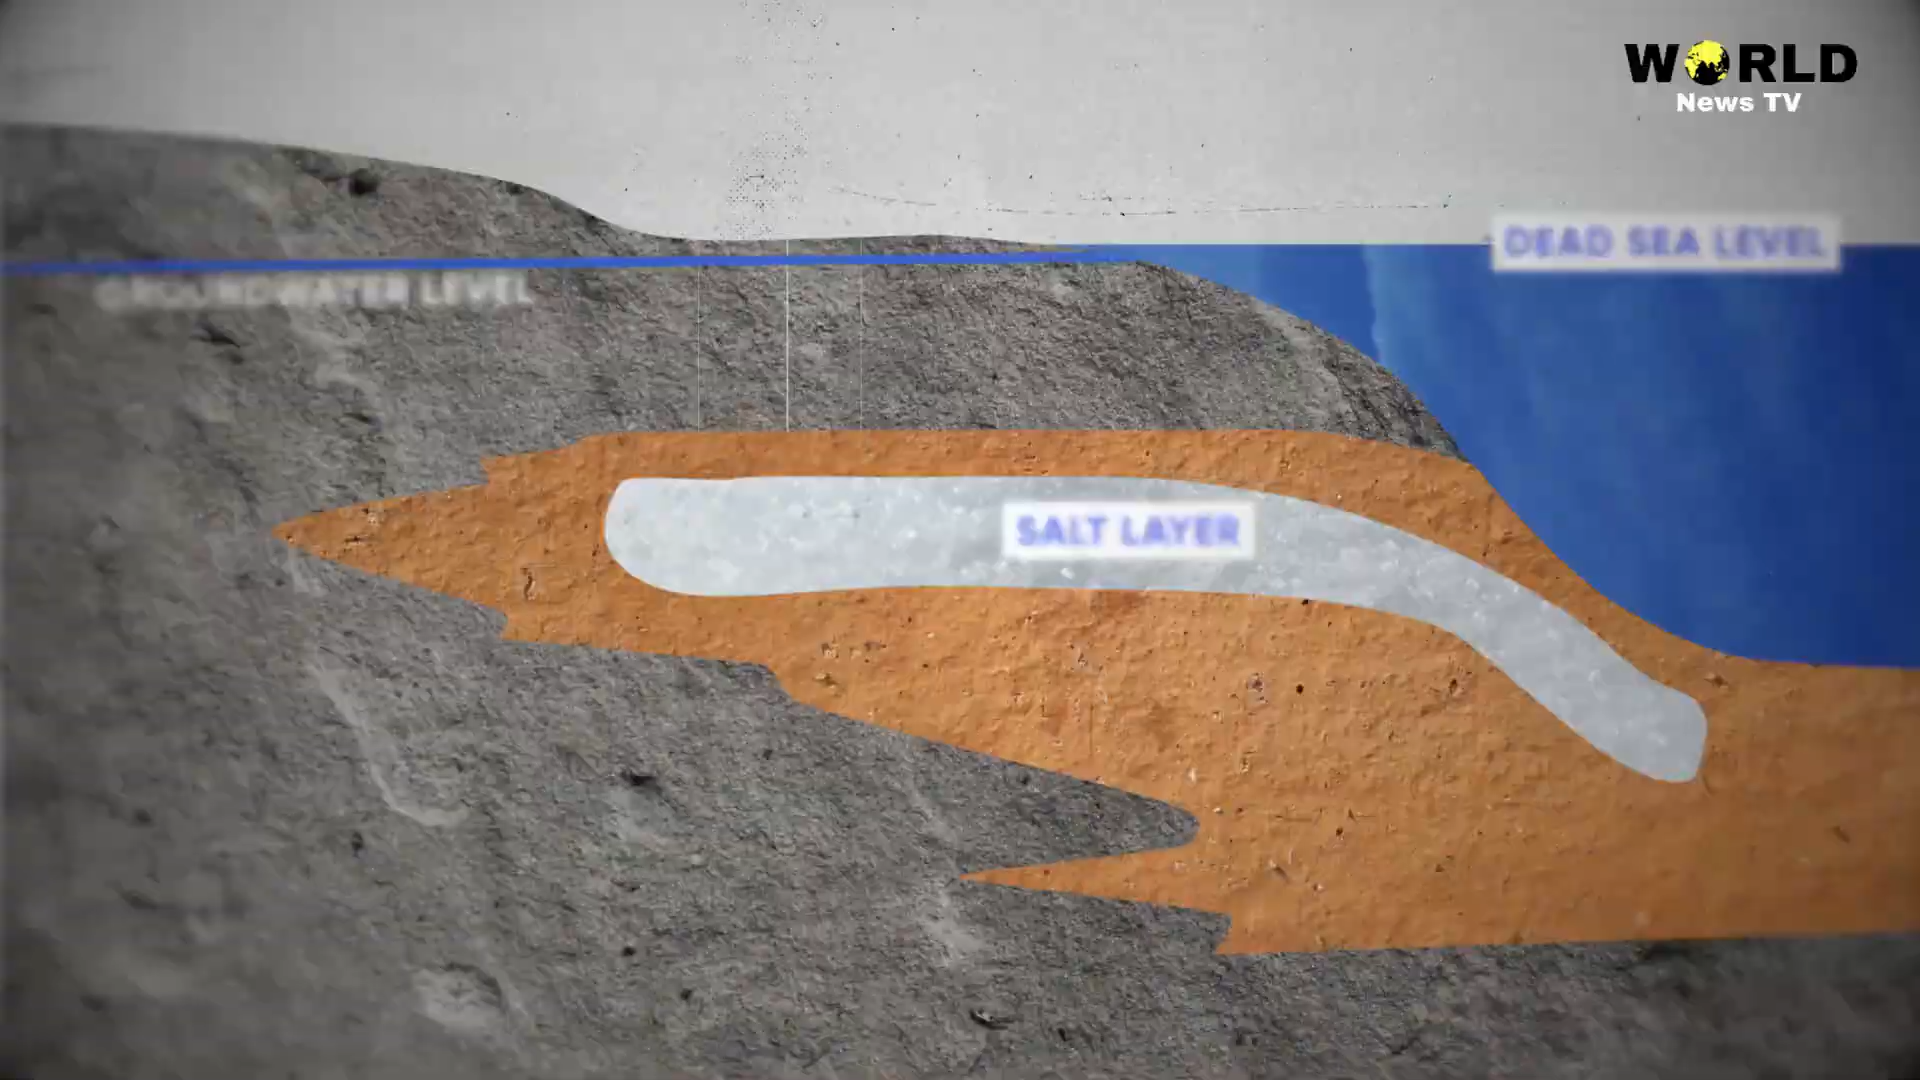 WORLD
News TV
DEAD SEA LEVEL
GROUNDWATER LEVEL
SALT LAYER